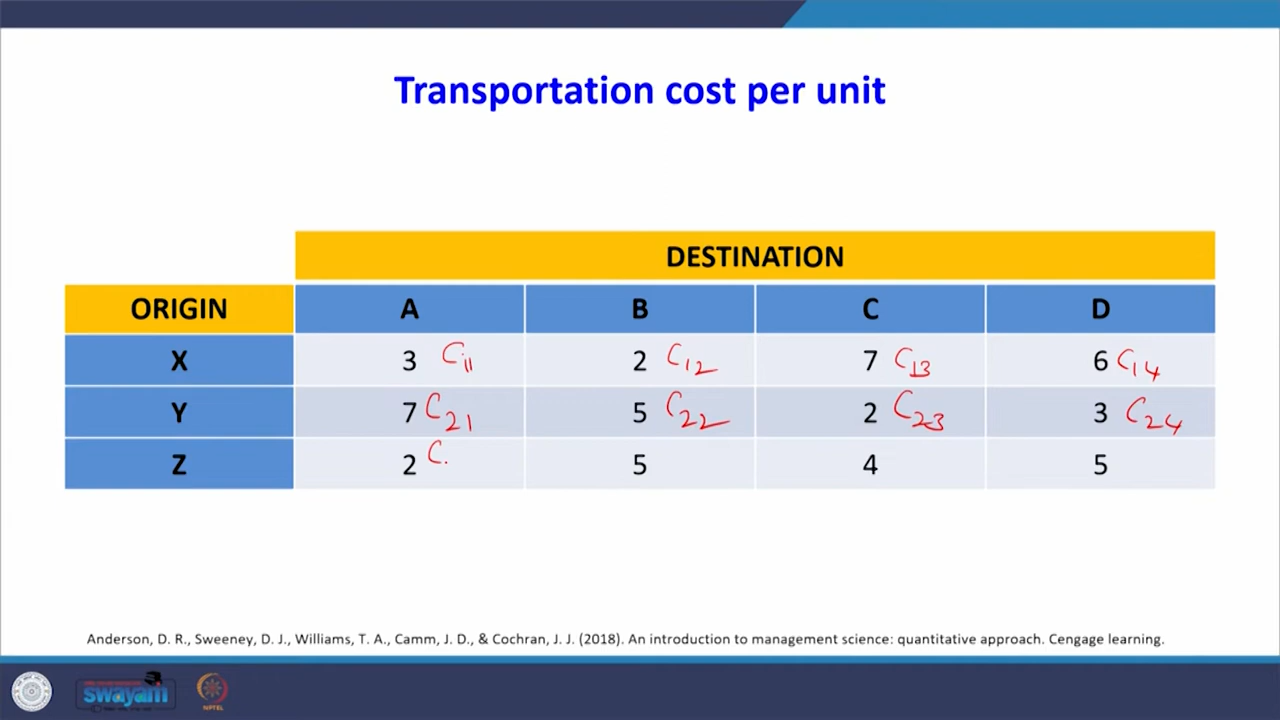 Transportation cost per unit
DESTINATION
ORIGIN A B C D
X 3 C11 2 C12 7 C13 6 C14
Y 7 C21 5 C22 2 C23 3 C24
Z 2 C. 5 4 5
Anderson, D. R., Sweeney, D. J., Williams, T. A., Camm, J. D., & Cochran, J. J. (2018). An introduction to management science: quantitative approach. Cengage learning.
swayam
NPTEL